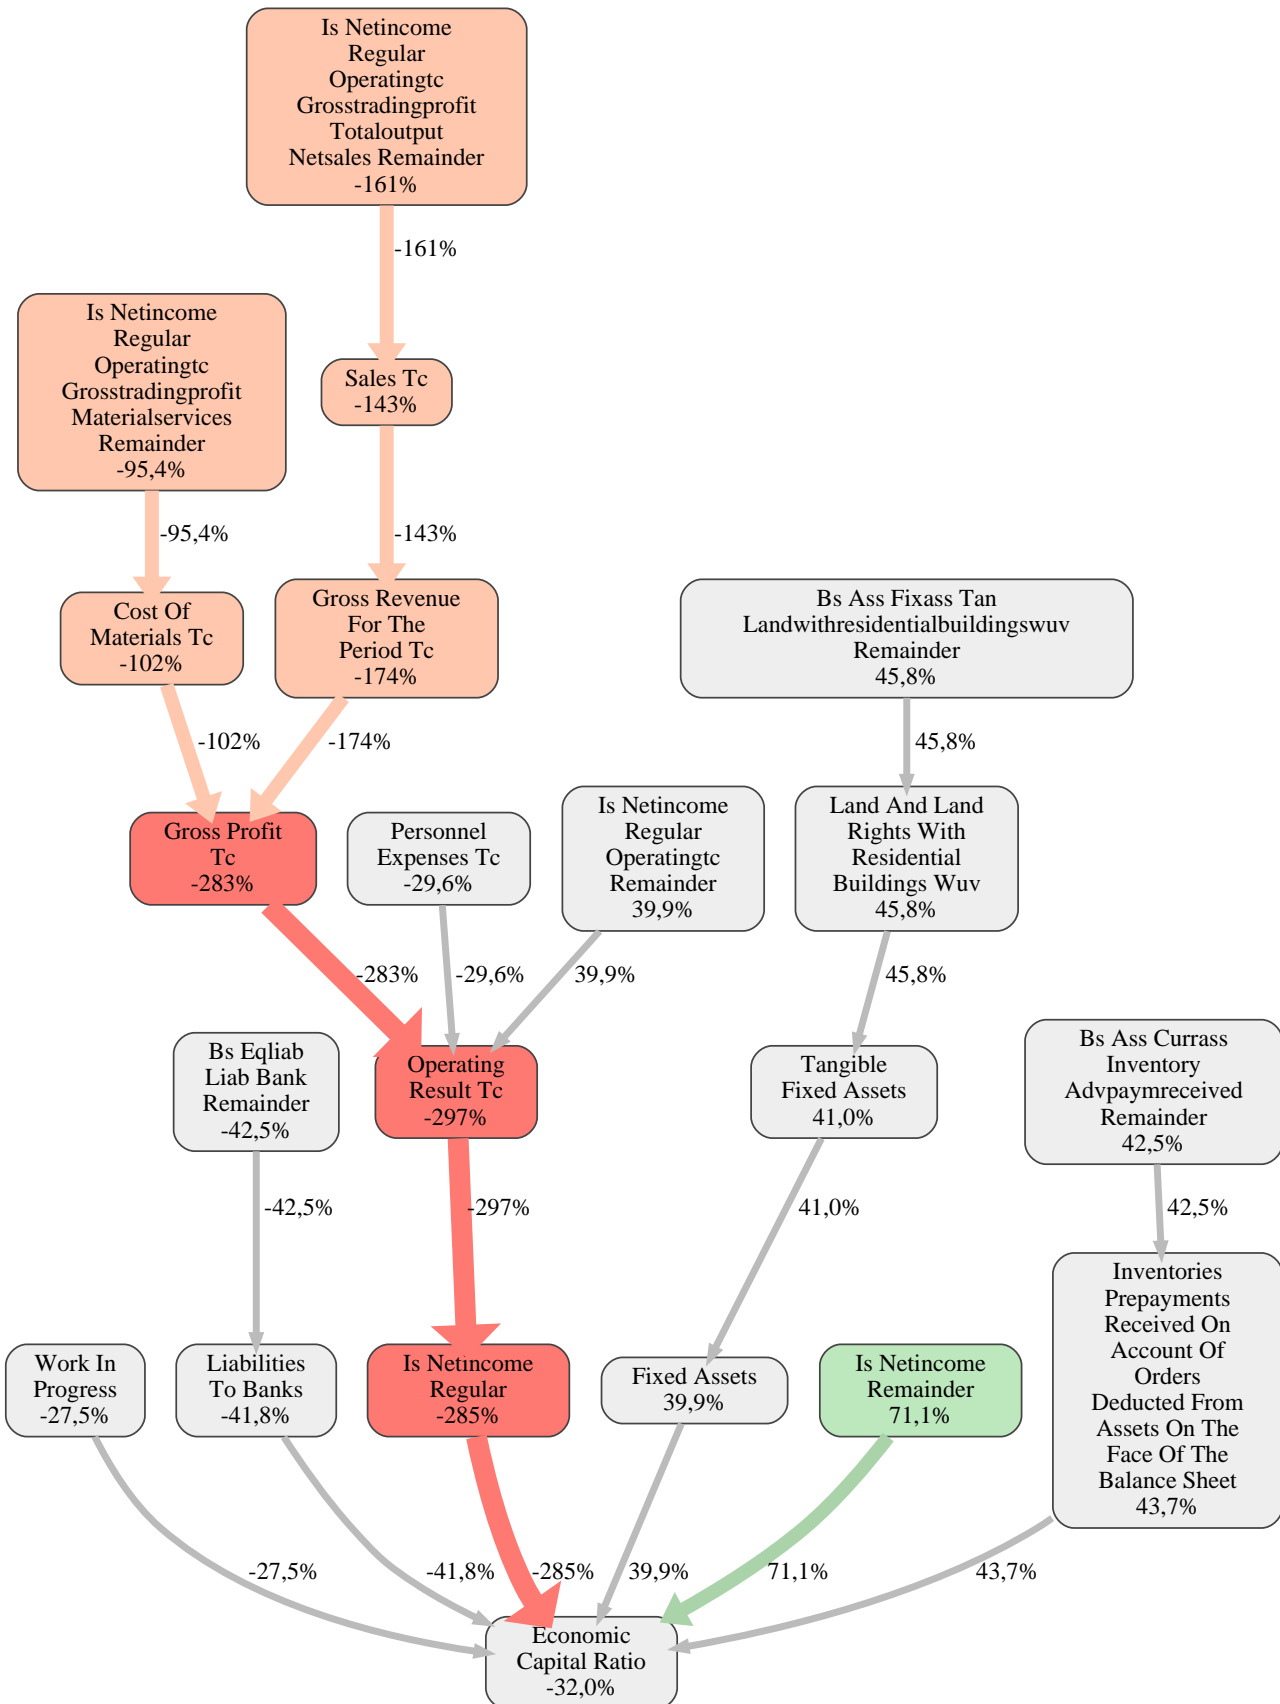 Is Netincome
Regular
Operatingtc
Grosstradingprofit
Totaloutput
Netsales Remainder
-161%
-161%
Is Netincome
Regular
Operatingtc
Grosstradingprofit
Materialservices
Remainder
-95,4%
Sales Tc
-143%
-95,4%
-143%
Cost Of
Materials Tc
-102%
Gross Revenue
For The
Period Tc
-174%
Bs Ass Fixass Tan
Landwithresidentialbuildingswuv
Remainder
45,8%
-102%
-174%
45,8%
Gross Profit
Tc
-283%
Personnel
Expenses Tc
-29,6%
Is Netincome
Regular
Operatingtc
Remainder
39,9%
Land And Land
Rights With
Residential
Buildings Wuv
45,8%
-283%
-29,6%
39,9%
45,8%
Bs Eqliab
Liab Bank
Remainder
-42,5%
Operating
Result Tc
-297%
Tangible
Fixed Assets
41,0%
Bs Ass Currass
Inventory
Advpaymreceived
Remainder
42,5%
-42,5%
-297%
41,0%
42,5%
Work In
Progress
-27,5%
Liabilities
To Banks
-41,8%
Is Netincome
Regular
-285%
Fixed Assets
39,9%
Is Netincome
Remainder
71,1%
Inventories
Prepayments
Received On
Account Of
Orders
Deducted From
Assets On The
Face Of The
Balance Sheet
43,7%
-27,5%
-41,8%
-285%
39,9%
71,1%
43,7%
Economic
Capital Ratio
-32,0%